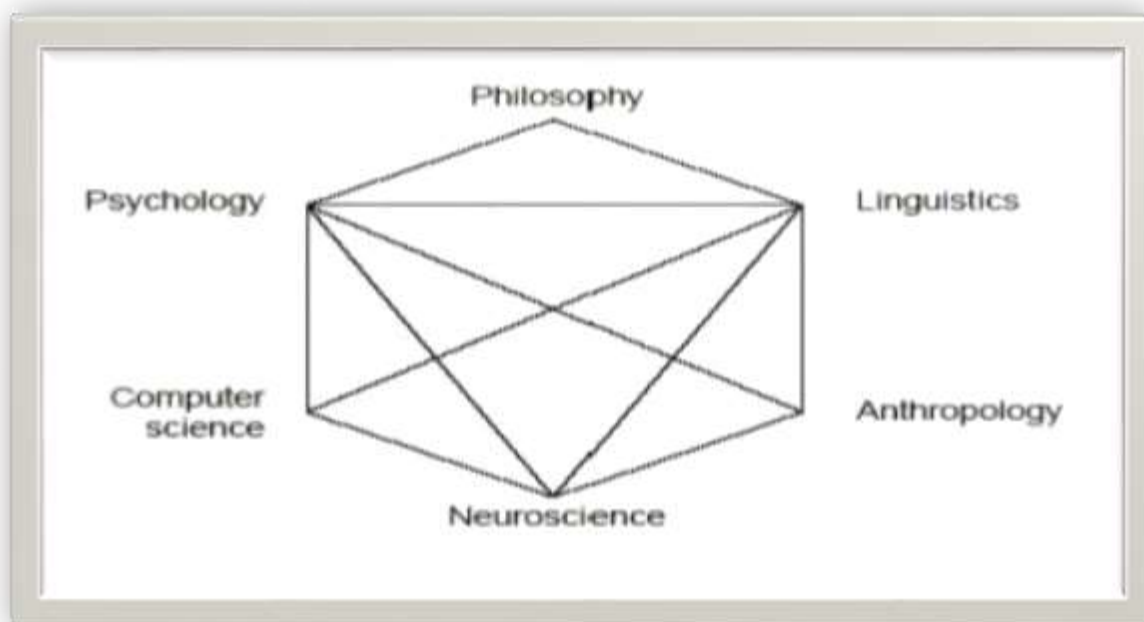 Philosophy
Psychology
Linguistics
Computer
science
Anthropology
Neuroscience